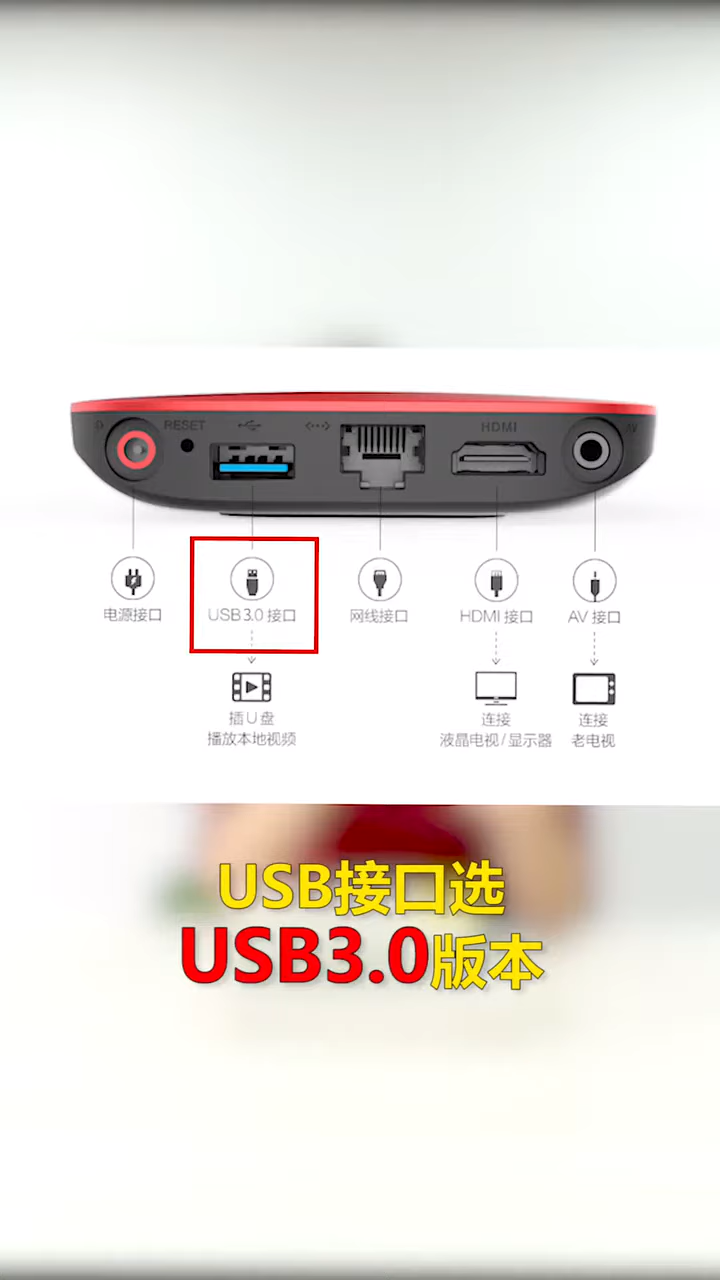 RESET
HDMI
AV
电源接口
USB3.0 接口
网线接口
HDMI 接口
AV 接口
插U盘
播放本地视频
连接
液晶电视/显示器
连接
老电视
USB接口选
USB3.0版本